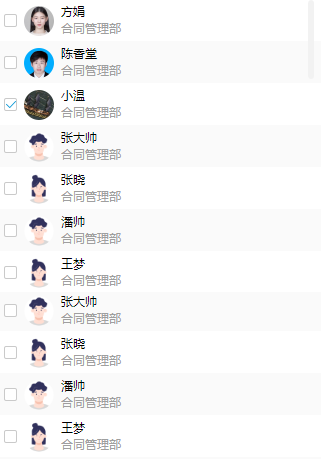 方娟
合同管理部
陈香堂
合同管理部
小温
合同管理部
张大帅
合同管理部
张晓
合同管理部
潘帅
合同管理部
王梦
合同管理部
张大帅
合同管理部
张晓
合同管理部
潘帅
合同管理部
王梦
合同管理部